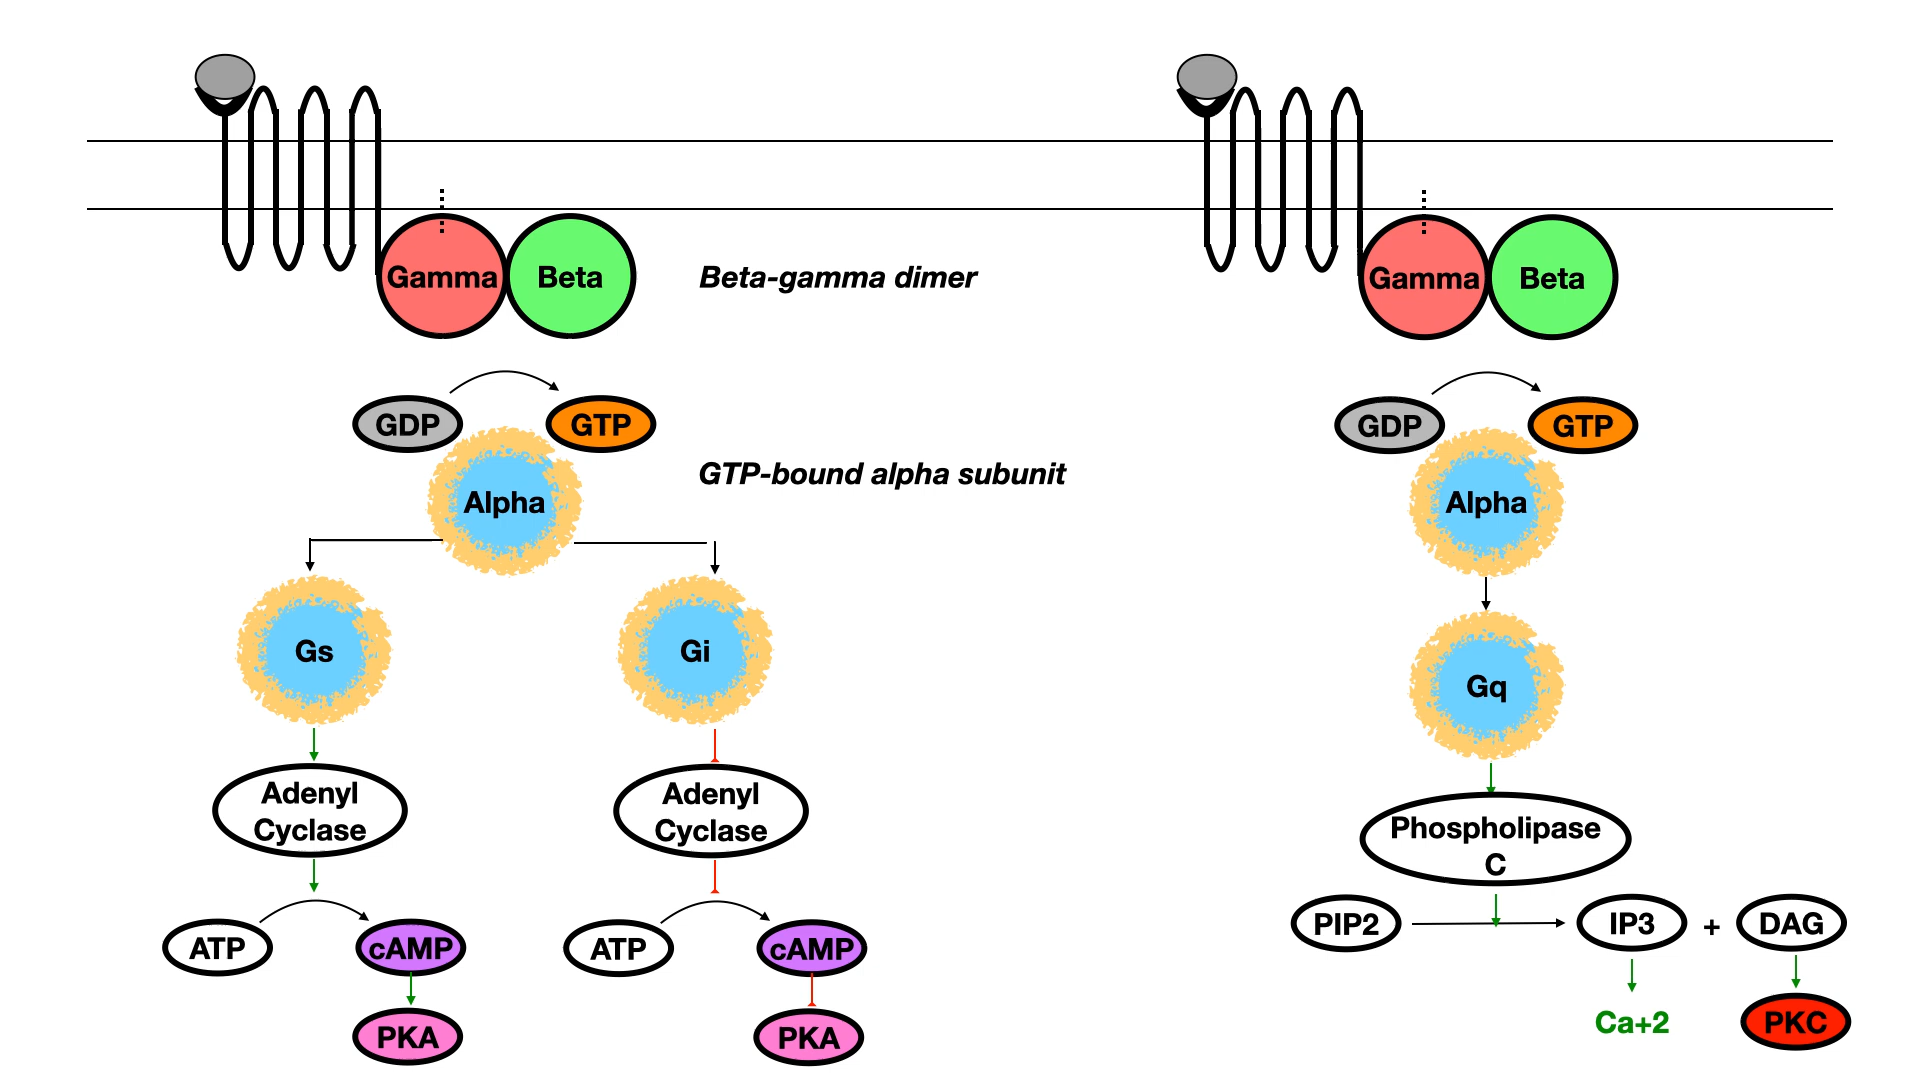 Gamma
Beta
Beta-gamma dimer
Gamma
Beta
GDP
GTP
Alpha
GTP-bound alpha subunit
GDP
GTP
Alpha
Gs
Gi
Gq
Adenyl
Cyclase
Adenyl
Cyclase
Phospholipase
C
ATP
cAMP
ATP
cAMP
PIP2
IP3
+
DAG
PKA
PKA
Ca+2
PKC